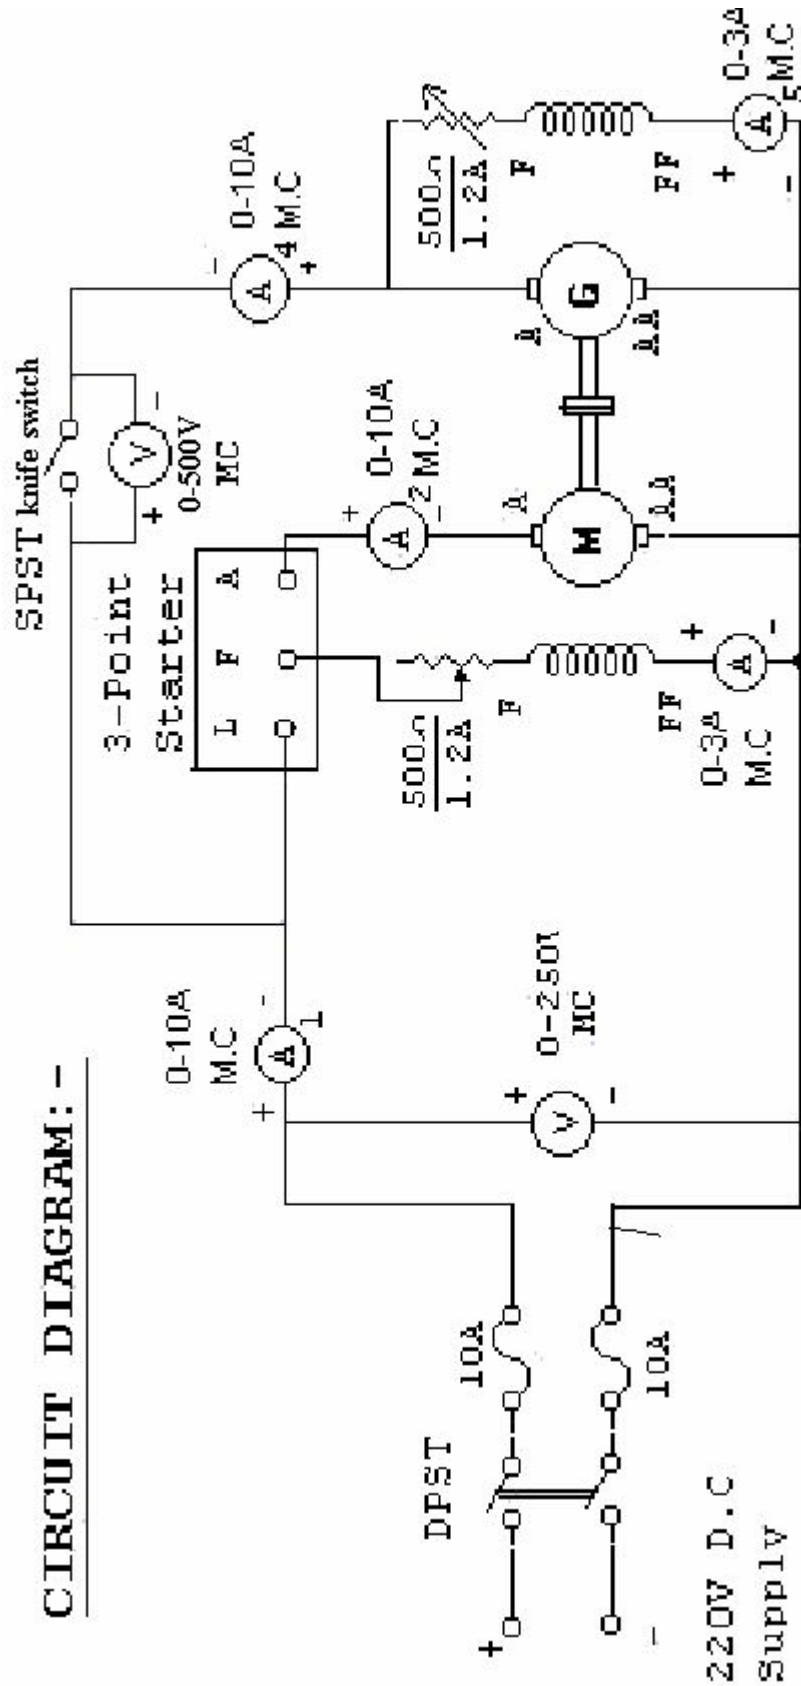 CIRCUIT DIAGRAM:-
SPST knife switch
V
+
-
0-500V
MC
0-10A
M.C
A
4
-
+
3-Point
Starter
L F A
0-10A
M.C
+
A
1
-
0-10A
M.C
+
A
2
-
500Ω
1.2A
F
FF
+
A
-
0-3A
M.C
A
M
AA
A
G
AA
500Ω
1.2A
F
FF
+
A
5
-
0-3A
M.C
+
V
-
MC
DPST
10A
10A
+
-
220V D.C
Supply